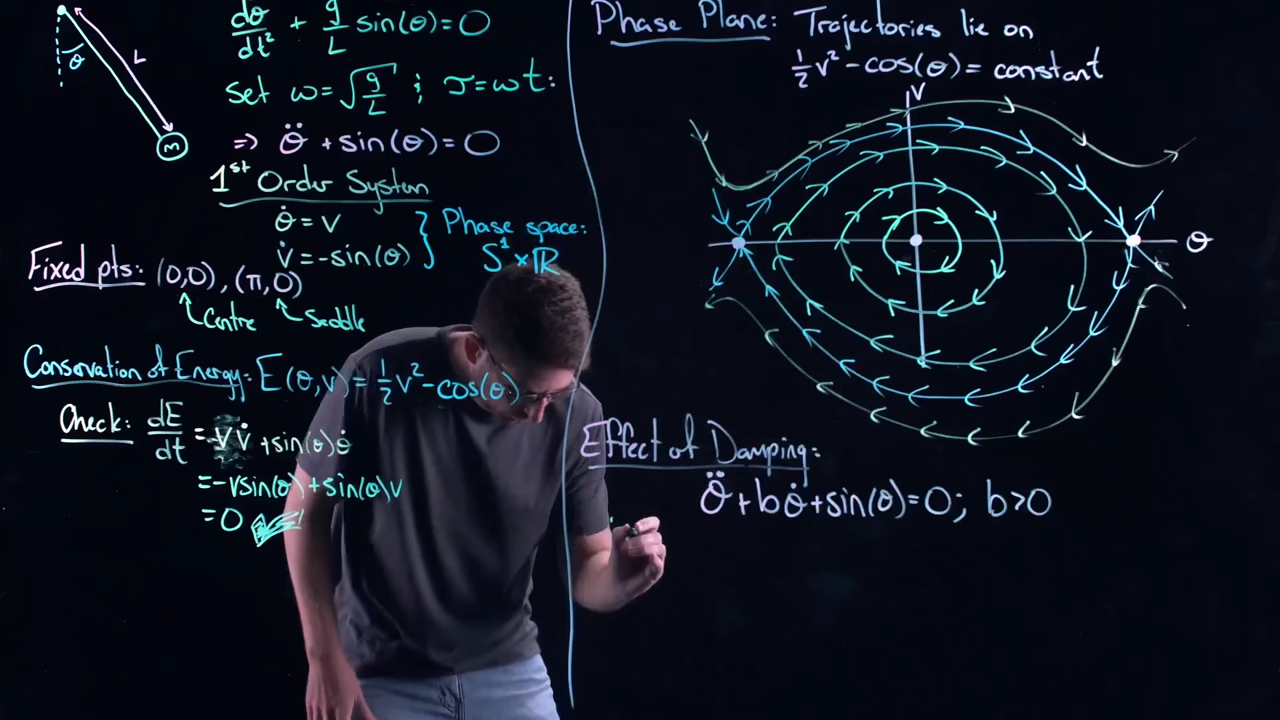 θ
L
m
dθ/dt² + g/L sin(θ)=0
set ω=√(g/L) ; τ=ωt:
⇒ θ̈ +sin(θ)=0
1st Order System
θ̇ = v
v̇=-sin(θ)
} Phase space:
S¹×ℝ
Fixed pts: (0,0), (π,0)
Centre Saddle
Conservation of Energy: E(θ,v)= ½v²-cos(θ)
Check: dE/dt = vv̇ +sin(θ)θ̇
=-vsin(θ)+sin(θ)v
=0
Phase Plane: Trajectories lie on
½v²-cos(θ)= constant
v
θ
Effect of Damping:
θ̈+bθ̇+sin(θ)=0; b>0